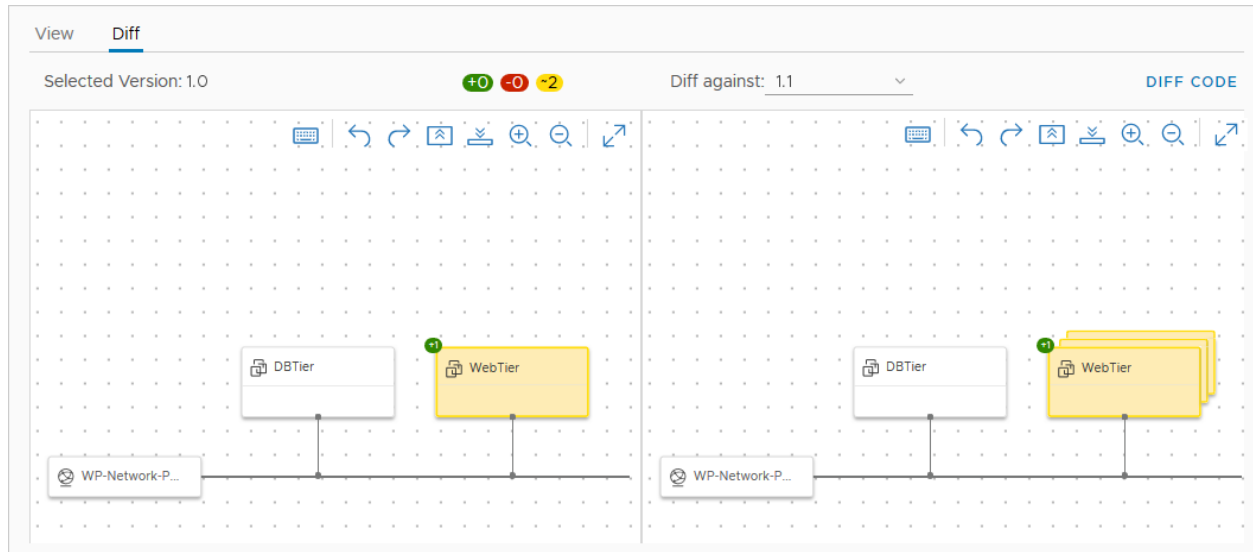 View Diff
Selected Version: 1.0 +0 -0 ~2 Diff against: 1.1 DIFF CODE
+1 +1
DBTier WebTier DBTier WebTier
WP-Network-P... WP-Network-P...